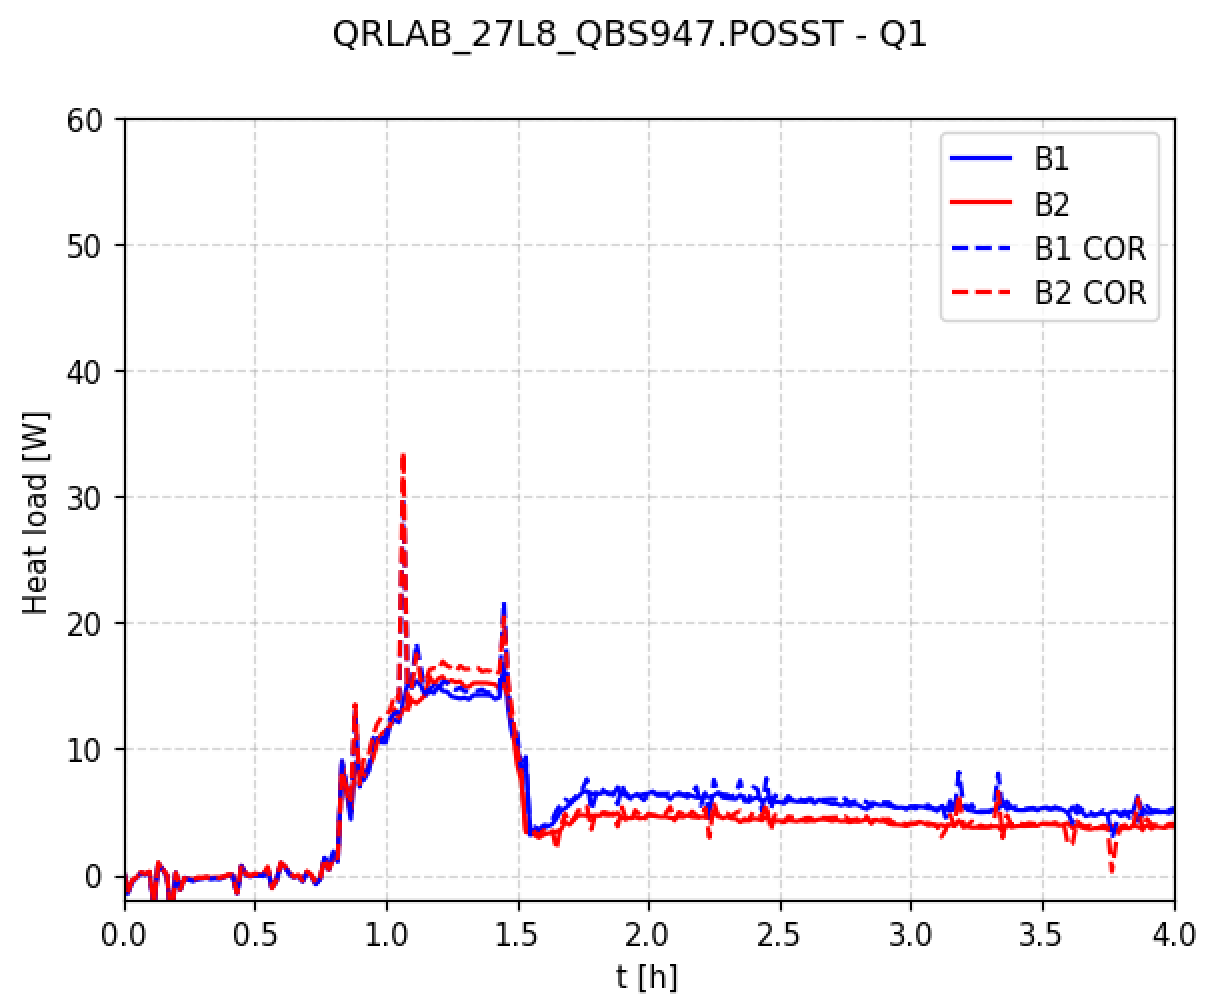 QRLAB_27L8_QBS947.POSST - Q1
60
50
40
30
20
10
0
Heat load [W]
B1
B2
B1 COR
B2 COR
0.0 0.5 1.0 1.5 2.0 2.5 3.0 3.5 4.0
t [h]